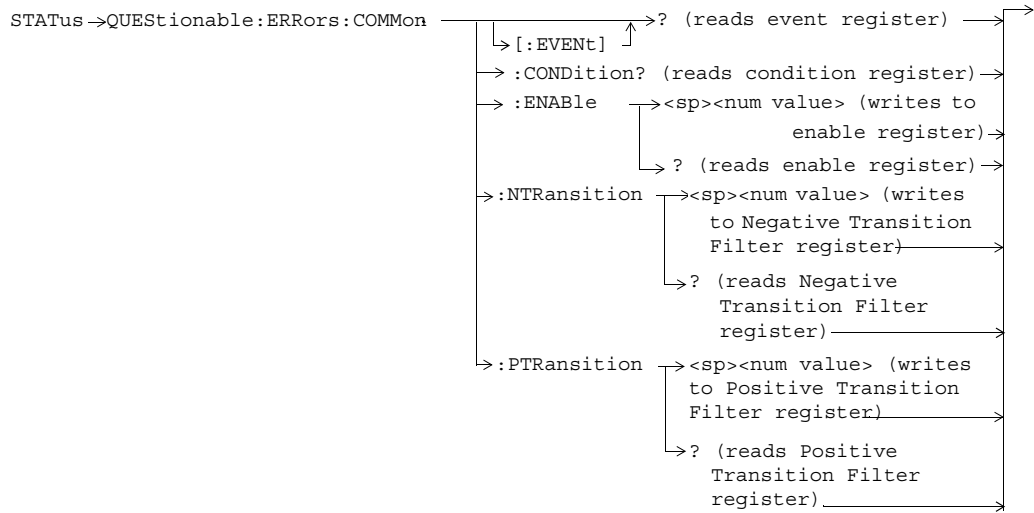 STATus QUEStionable:ERRors:COMMon ? (reads event register)
[:EVENt]
:CONDition? (reads condition register)
:ENABle <sp><num value> (writes to
enable register)
? (reads enable register)
:NTRansition <sp><num value> (writes
to Negative Transition
Filter register)
? (reads Negative
Transition Filter
register)
:PTRansition <sp><num value> (writes
to Positive Transition
Filter register)
? (reads Positive
Transition Filter
register)